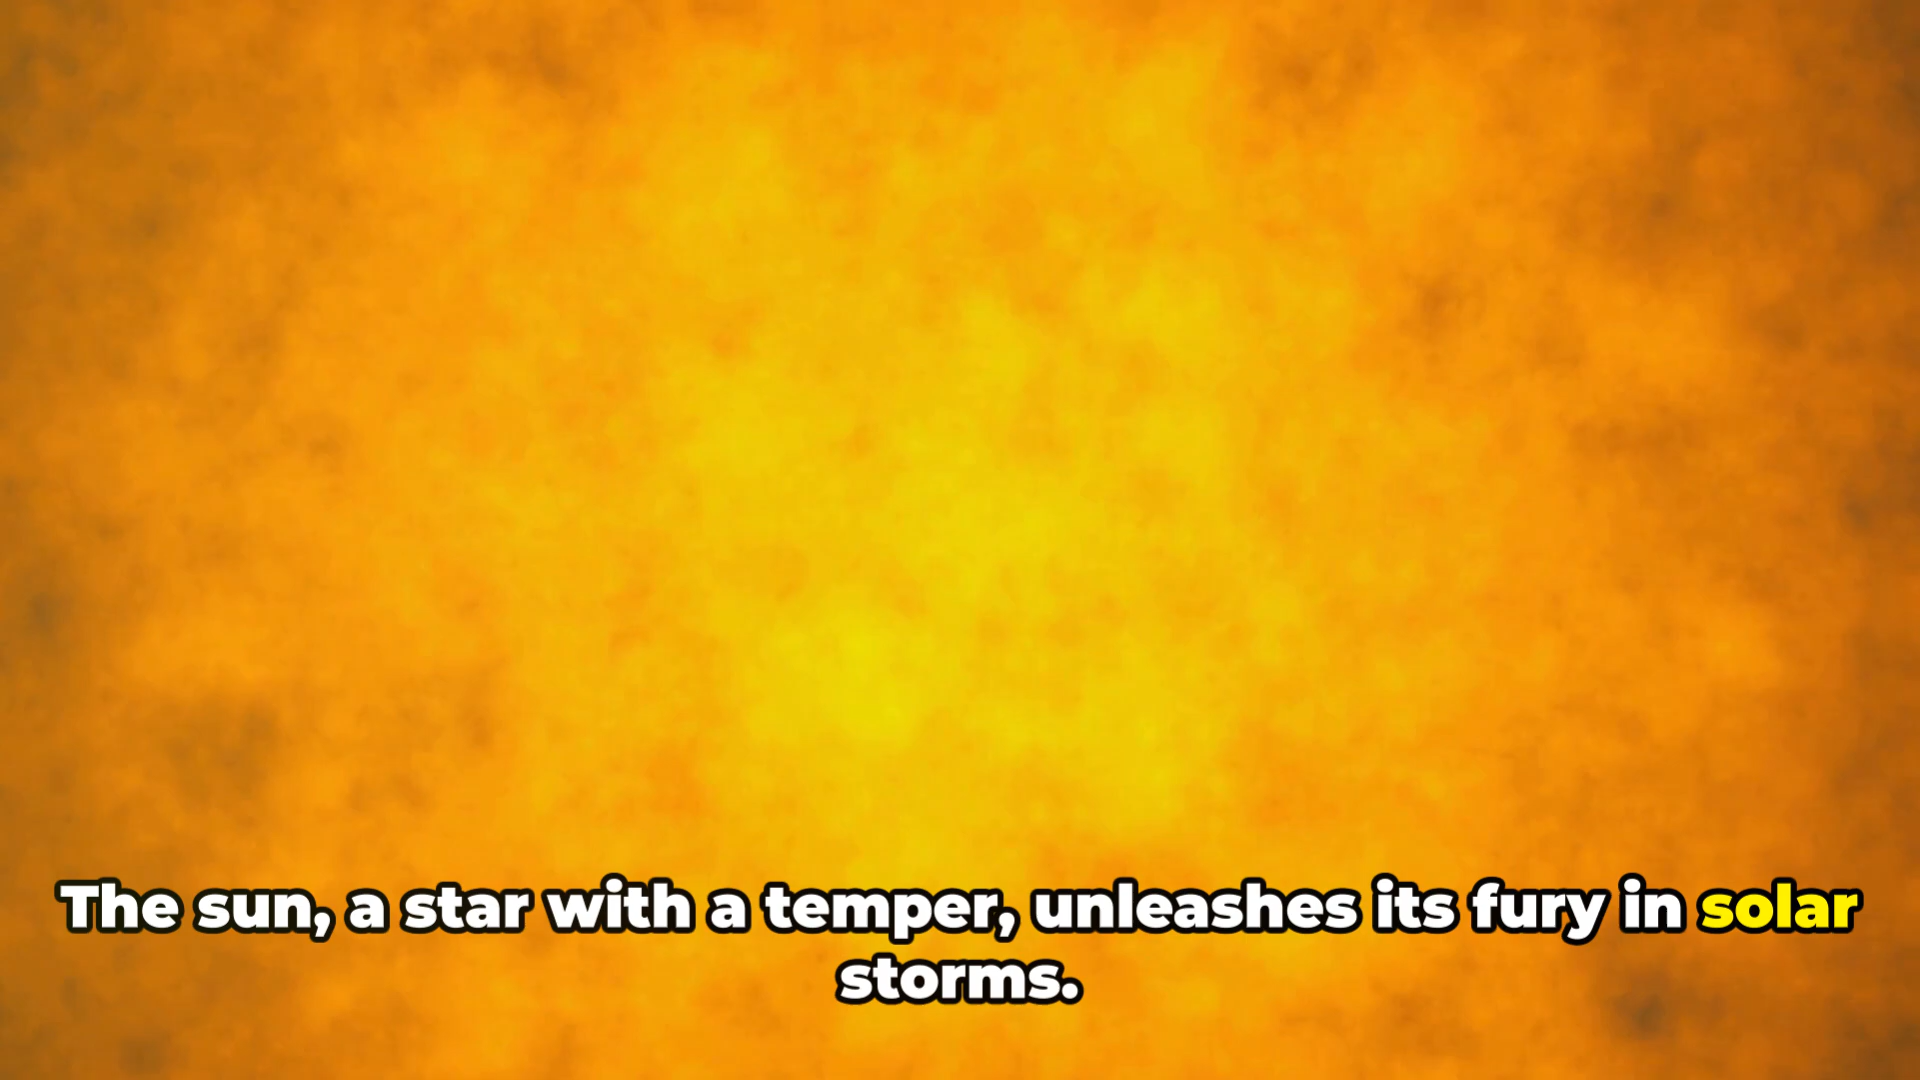 The sun, a star with a temper, unleashes its fury in solar
storms.